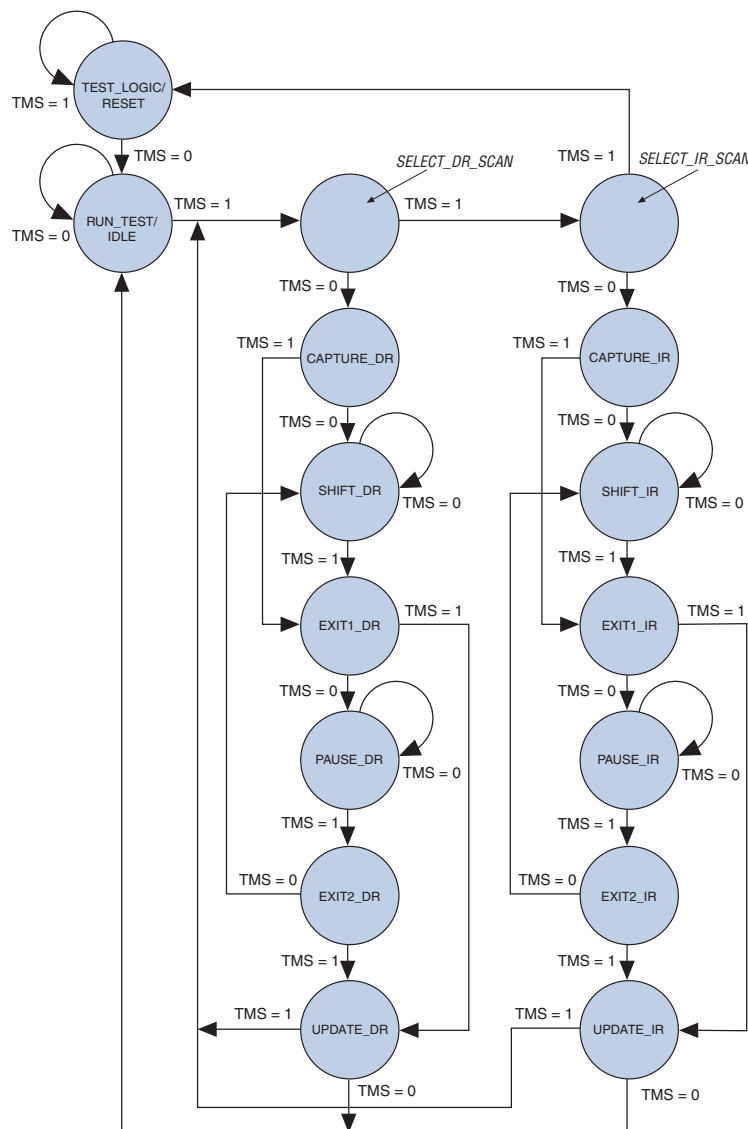 TEST_LOGIC/
RESET
TMS = 1
TMS = 0
SELECT_DR_SCAN
TMS = 1
SELECT_IR_SCAN
RUN_TEST/
IDLE
TMS = 0
TMS = 1
TMS = 1
TMS = 0
TMS = 0
TMS = 1
CAPTURE_DR
TMS = 1
CAPTURE_IR
TMS = 0
TMS = 0
SHIFT_DR
TMS = 0
SHIFT_IR
TMS = 0
TMS = 1
TMS = 1
EXIT1_DR
TMS = 1
EXIT1_IR
TMS = 1
TMS = 0
TMS = 0
PAUSE_DR
TMS = 0
PAUSE_IR
TMS = 0
TMS = 1
TMS = 1
TMS = 0
EXIT2_DR
TMS = 0
EXIT2_IR
TMS = 1
TMS = 1
TMS = 1
UPDATE_DR
TMS = 1
UPDATE_IR
TMS = 0
TMS = 0